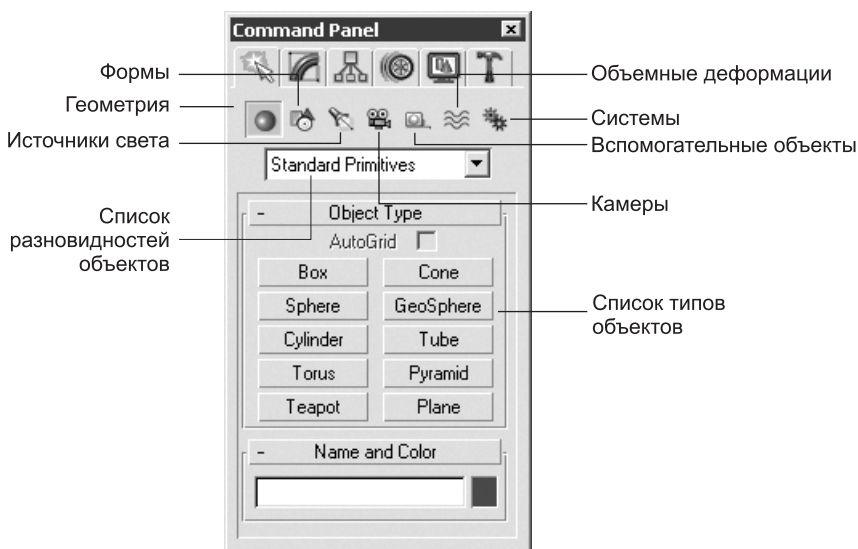 Command Panel
Формы
Объемные деформации
Геометрия
Системы
Источники света
Вспомогательные объекты
Standard Primitives
Камеры
Список
разновидностей
объектов
- Object Type
AutoGrid
Box Cone
Sphere GeoSphere
Список типов
объектов
Cylinder Tube
Torus Pyramid
Teapot Plane
- Name and Color